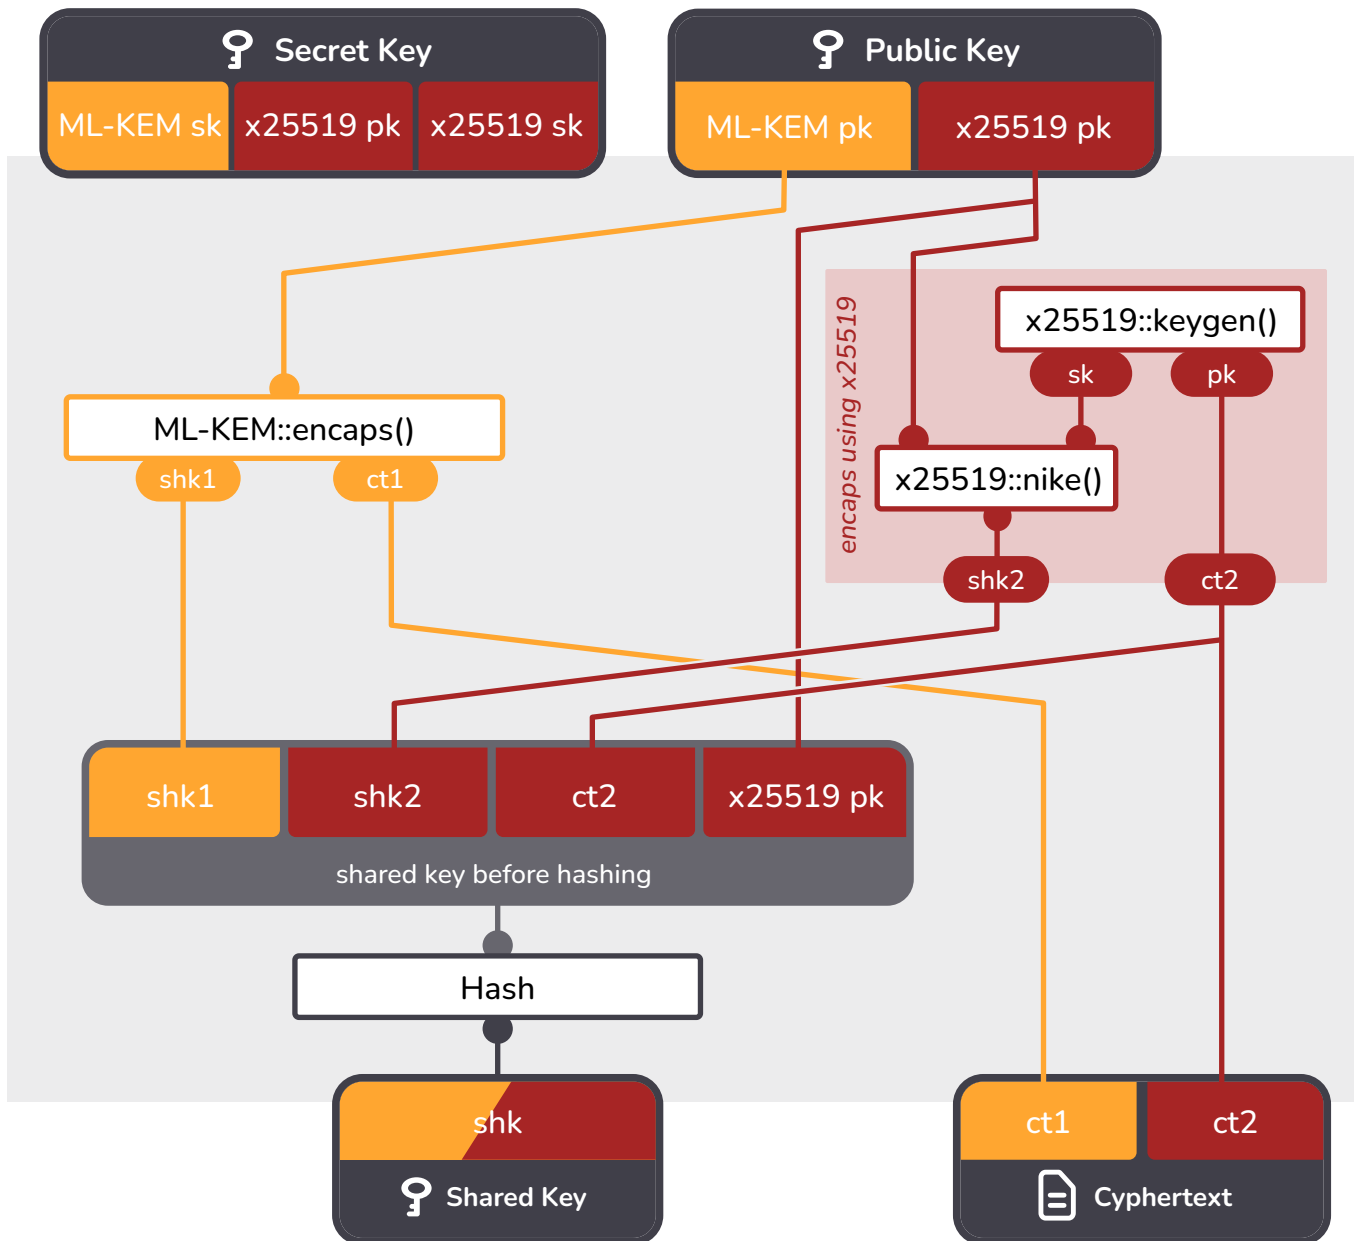 Secret Key
ML-KEM sk
x25519 pk
x25519 sk
Public Key
ML-KEM pk
x25519 pk
encaps using x25519
x25519::keygen()
sk
pk
ML-KEM::encaps()
shk1
ct1
x25519::nike()
shk2
ct2
shk1
shk2
ct2
x25519 pk
shared key before hashing
Hash
shk
Shared Key
ct1
ct2
Cyphertext